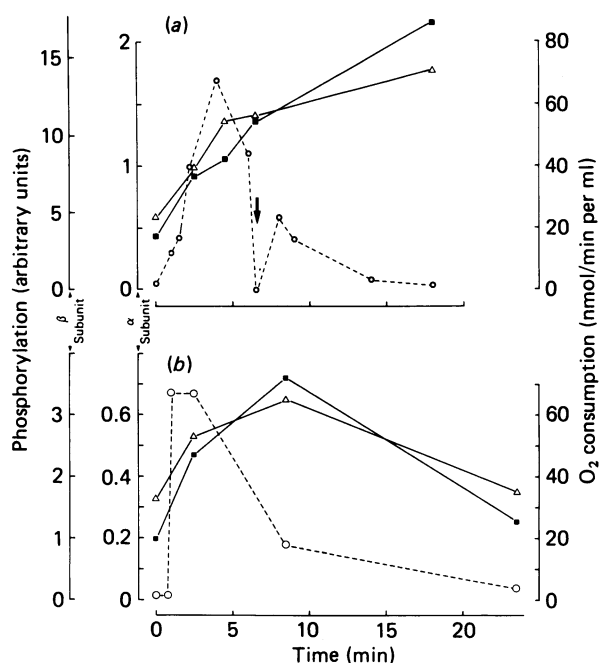 (a)
15
10
5
0
2
1
0
80
60
40
20
0
Phosphorylation (arbitrary units)
β
Subunit
α
Subunit
O2 consumption (nmol/min per ml)
(b)
3
2
1
0
0.6
0.4
0.2
0
60
40
20
0
0 5 10 15 20
Time (min)